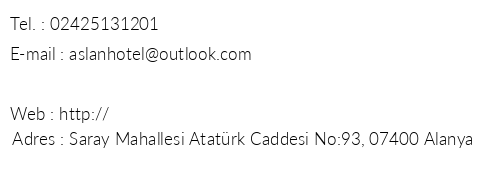 Tel. : 02425131201
E-mail : aslanhotel@outlook.com
Web : http://
Adres : Saray Mahallesi Atatürk Caddesi No:93, 07400 Alanya